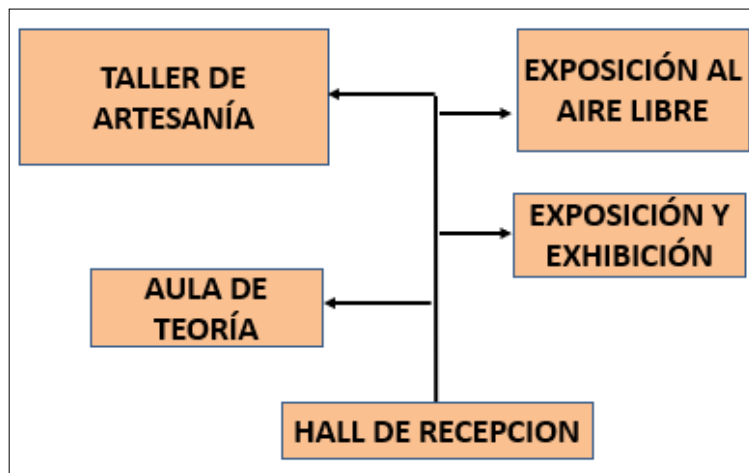 TALLER DE
ARTESANÍA
EXPOSICIÓN AL
AIRE LIBRE
EXPOSICIÓN Y
EXHIBICIÓN
AULA DE
TEORÍA
HALL DE RECEPCION